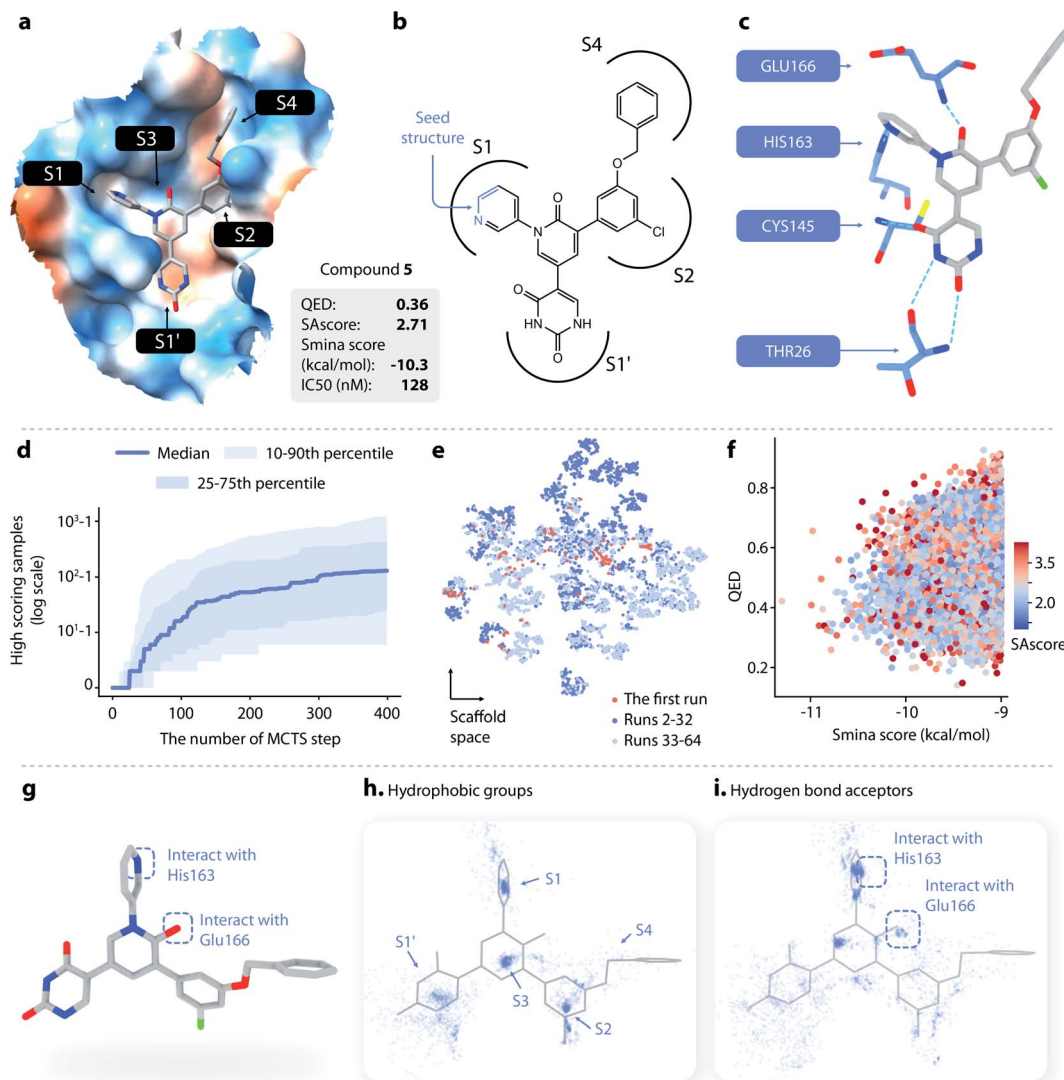 a
S4
S3
S1
S2
S1'
Compound 5
QED: 0.36
SAscore: 2.71
Smina score
(kcal/mol): -10.3
IC50 (nM): 128
b
S4
Seed
structure
S1
O
N
N
O
Cl
S2
O
NH
NH
O
S1'
c
GLU166
HIS163
CYS145
THR26
d
Median
10-90th percentile
25-75th percentile
High scoring samples
(log scale)
10³-1
10²-1
10¹-1
0
0 100 200 300 400
The number of MCTS step
e
Scaffold
space
The first run
Runs 2-32
Runs 33-64
f
QED
0.8
0.6
0.4
0.2
-11 -10 -9
Smina score (kcal/mol)
3.5
2.0
SAscore
g
Interact with
His163
Interact with
Glu166
h. Hydrophobic groups
S1
S1'
S4
S3
S2
i. Hydrogen bond acceptors
Interact with
His163
Interact with
Glu166